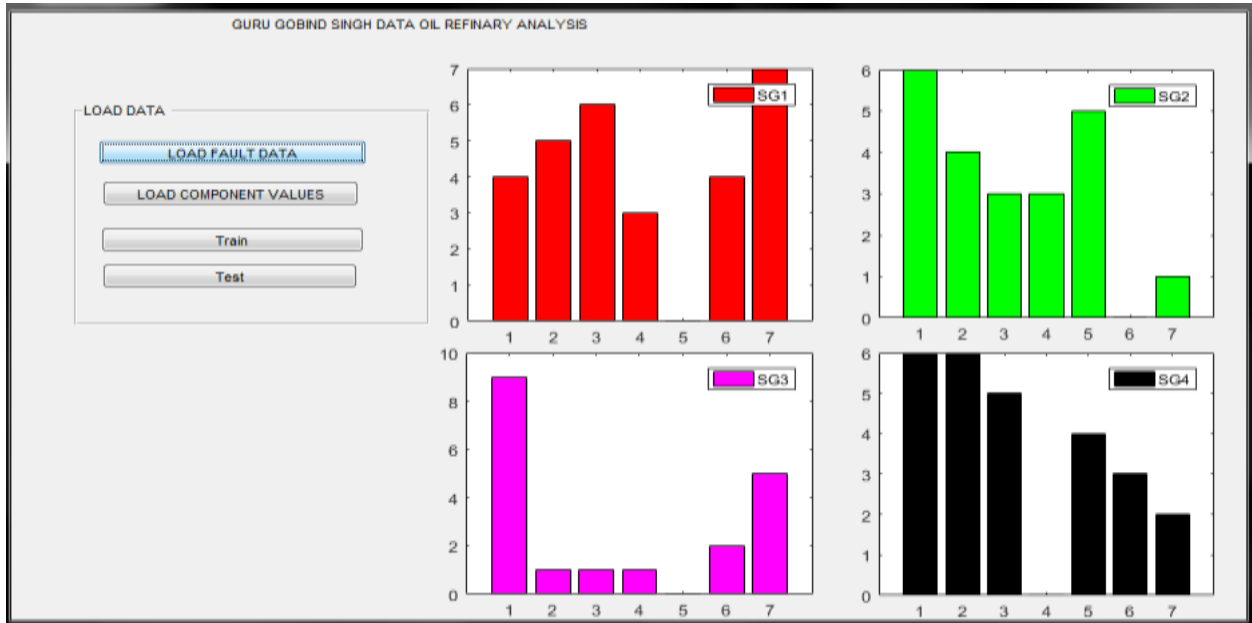 GURU GOBIND SINGH DATA OIL REFINARY ANALYSIS
LOAD DATA
LOAD FAULT DATA
LOAD COMPONENT VALUES
Train
Test
7
6
5
4
3
2
1
0
1 2 3 4 5 6 7
SG1
6
5
4
3
2
1
0
1 2 3 4 5 6 7
SG2
10
8
6
4
2
0
1 2 3 4 5 6 7
SG3
6
5
4
3
2
1
0
1 2 3 4 5 6 7
SG4